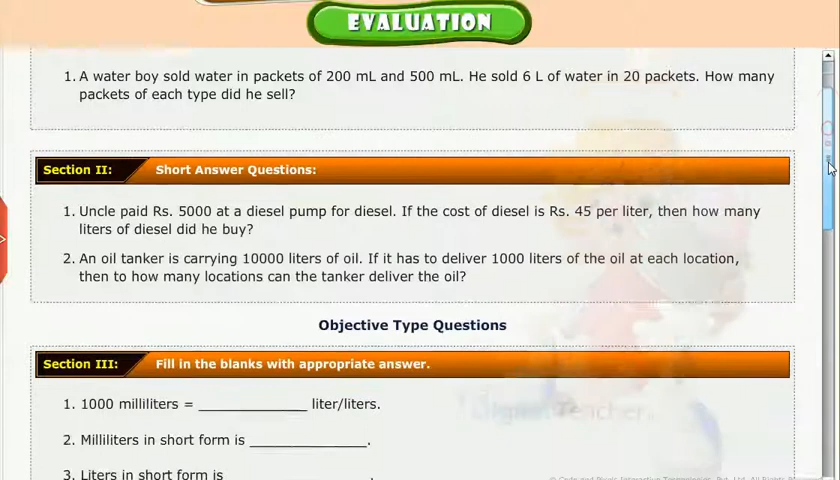 EVALUATION
1. A water boy sold water in packets of 200 mL and 500 mL. He sold 6 L of water in 20 packets. How many
packets of each type did he sell?
Section II: Short Answer Questions:
1. Uncle paid Rs. 5000 at a diesel pump for diesel. If the cost of diesel is Rs. 45 per liter, then how many
liters of diesel did he buy?
2. An oil tanker is carrying 10000 liters of oil. If it has to deliver 1000 liters of the oil at each location,
then to how many locations can the tanker deliver the oil?
Objective Type Questions
Section III: Fill in the blanks with appropriate answer.
1. 1000 milliliters = _____________ liter/liters.
2. Milliliters in short form is ______________.
Digital Teacher
3. Liters in short form is